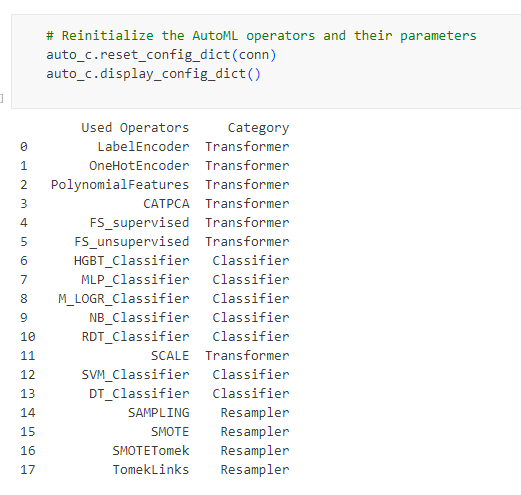 # Reinitialize the AutoML operators and their parameters
auto_c.reset_config_dict(conn)
auto_c.display_config_dict()
]
Used Operators Category
0 LabelEncoder Transformer
1 OneHotEncoder Transformer
2 PolynomialFeatures Transformer
3 CATPCA Transformer
4 FS_supervised Transformer
5 FS_unsupervised Transformer
6 HGBT_Classifier Classifier
7 MLP_Classifier Classifier
8 M_LOGR_Classifier Classifier
9 NB_Classifier Classifier
10 RDT_Classifier Classifier
11 SCALE Transformer
12 SVM_Classifier Classifier
13 DT_Classifier Classifier
14 SAMPLING Resampler
15 SMOTE Resampler
16 SMOTETomek Resampler
17 TomekLinks Resampler